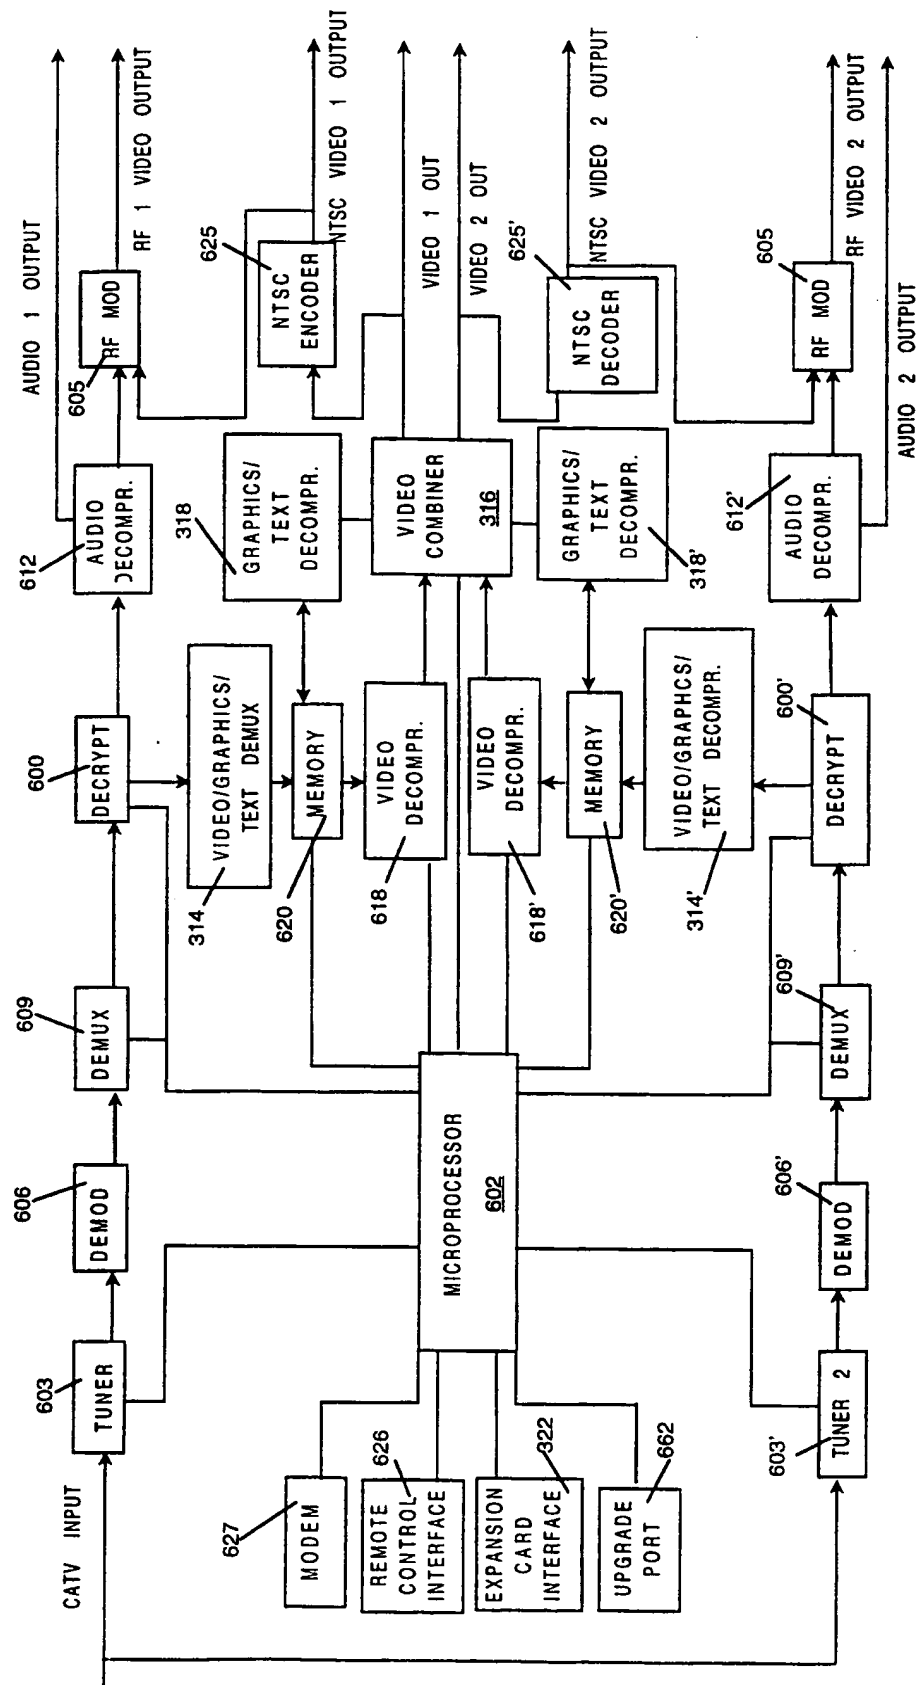 CATV INPUT
603
TUNER
606
DEMOD
609
DEMUX
600
DECRYPT
612
AUDIO
DECOMPR.
605
RF MOD
AUDIO 1 OUTPUT
RF 1 VIDEO OUTPUT
314
VIDEO/GRAPHICS/
TEXT DEMUX
318
GRAPHICS/
TEXT
DECOMPR.
625
NTSC
ENCODER
NTSC VIDEO 1 OUTPUT
620
MEMORY
618
VIDEO
DECOMPR.
627
MODEM
626
REMOTE
CONTROL
INTERFACE
322
EXPANSION
CARD
INTERFACE
662
UPGRADE
PORT
MICROPROCESSOR
602
VIDEO
COMBINER
316
VIDEO 1 OUT
VIDEO 2 OUT
618'
VIDEO
DECOMPR.
620'
MEMORY
GRAPHICS/
TEXT
DECOMPR.
318'
625'
NTSC
DECODER
NTSC VIDEO 2 OUTPUT
314'
VIDEO/GRAPHCS/
TEXT DECOMPR.
603'
TUNER 2
606'
DEMOD
609'
DEMUX
600'
DECRYPT
612'
AUDIO
DECOMPR.
605
RF MOD
RF VIDEO 2 OUTPUT
AUDIO 2 OUTPUT